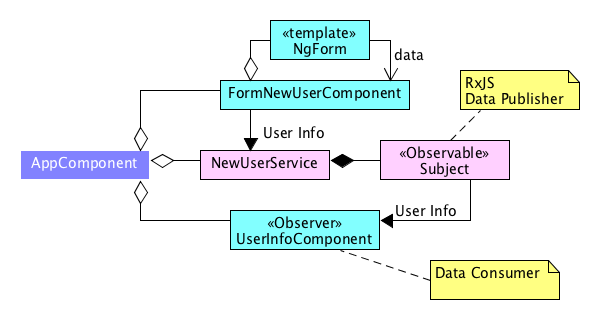 «template»
NgForm
data
FormNewUserComponent
RxJS
Data Publisher
User Info
AppComponent
NewUserService
«Observable»
Subject
User Info
«Observer»
UserInfoComponent
Data Consumer